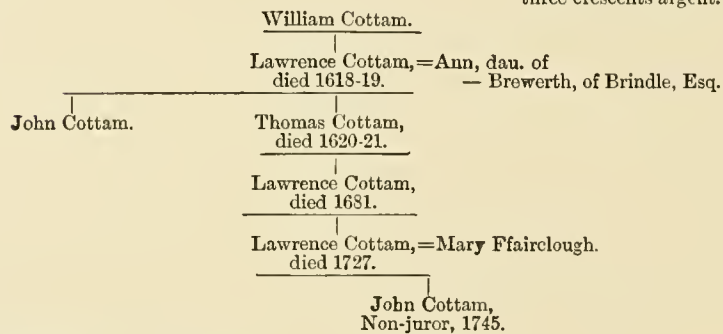 three crescents argent.
William Cottam.
Lawrence Cottam,=Ann, dau. of
died 1618-19. — Brewerth, of Brindle, Esq.
John Cottam. Thomas Cottam,
died 1620-21.
Lawrence Cottam,
died 1681.
Lawrence Cottam,=Mary Ffairclough.
died 1727.
John Cottam,
Non-juror, 1745.